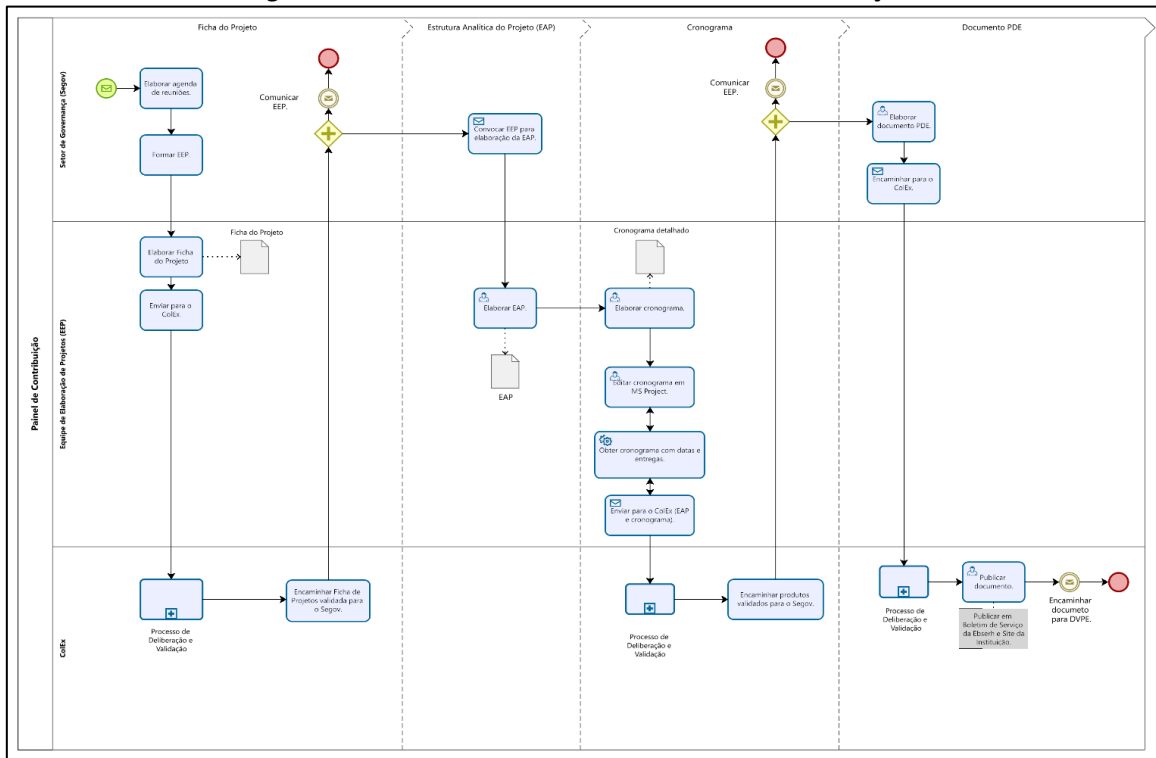 Ficha do Projeto
Estrutura Analítica do Projeto (EAP)
Cronograma
Documento PDE
Painel de Contribuição
Setor de Governança (Segov)
Elaborar agenda
de reuniões.
Formar EEP.
Comunicar
EEP.
Convocar EEP para
elaboração da EAP.
Comunicar
EEP.
Elaborar
documento PDE.
Encaminhar para o
ColEx.
Equipe de Elaboração de Projetos (EEP)
Elaborar Ficha
do Projeto
Ficha do Projeto
Enviar para o
ColEx.
Elaborar EAP.
EAP
Cronograma detalhado
Elaborar cronograma.
Editar cronograma em
MS Project.
Obter cronograma com datas e
entregas.
Enviar para o ColEx (EAP
e cronograma).
ColEx
Processo de
Deliberação e
Validação
Encaminhar Ficha de
Projetos validada para
o Segov.
Processo de
Deliberação e
Validação
Encaminhar produtos
validados para o Segov.
Processo de
Deliberação e
Validação
Publicar
documento.
Publicar em
Boletim de Serviço
da Ebserh e Site da
Instituição.
Encaminhar
documeto
para DVPE.